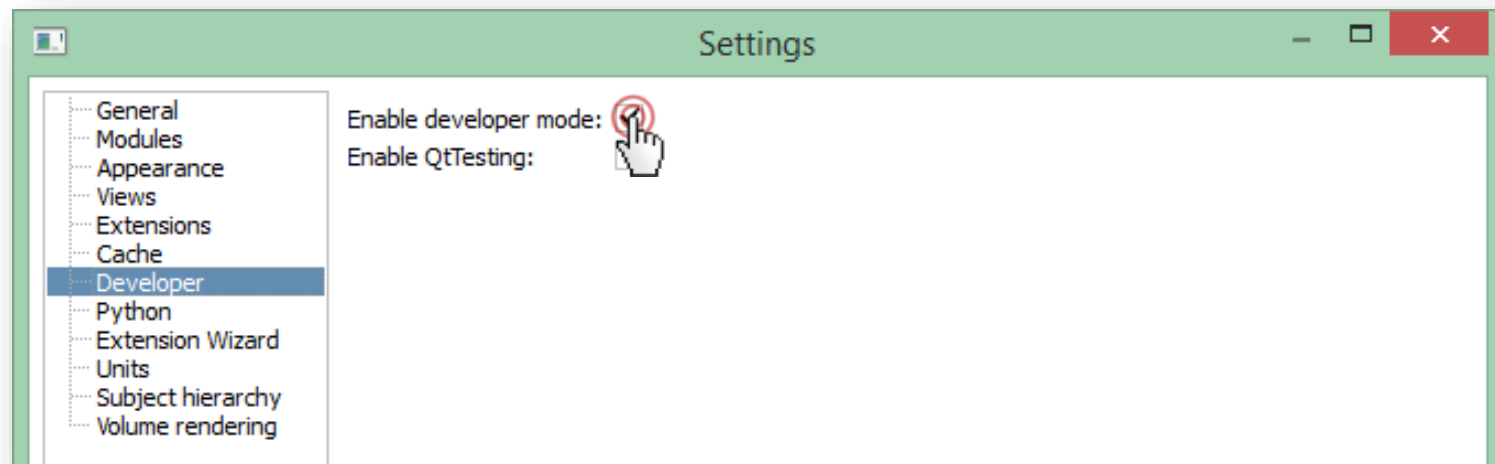 Settings
General
Modules
Appearance
Views
Extensions
Cache
Developer
Python
Extension Wizard
Units
Subject hierarchy
Volume rendering
Enable developer mode:
Enable QtTesting: